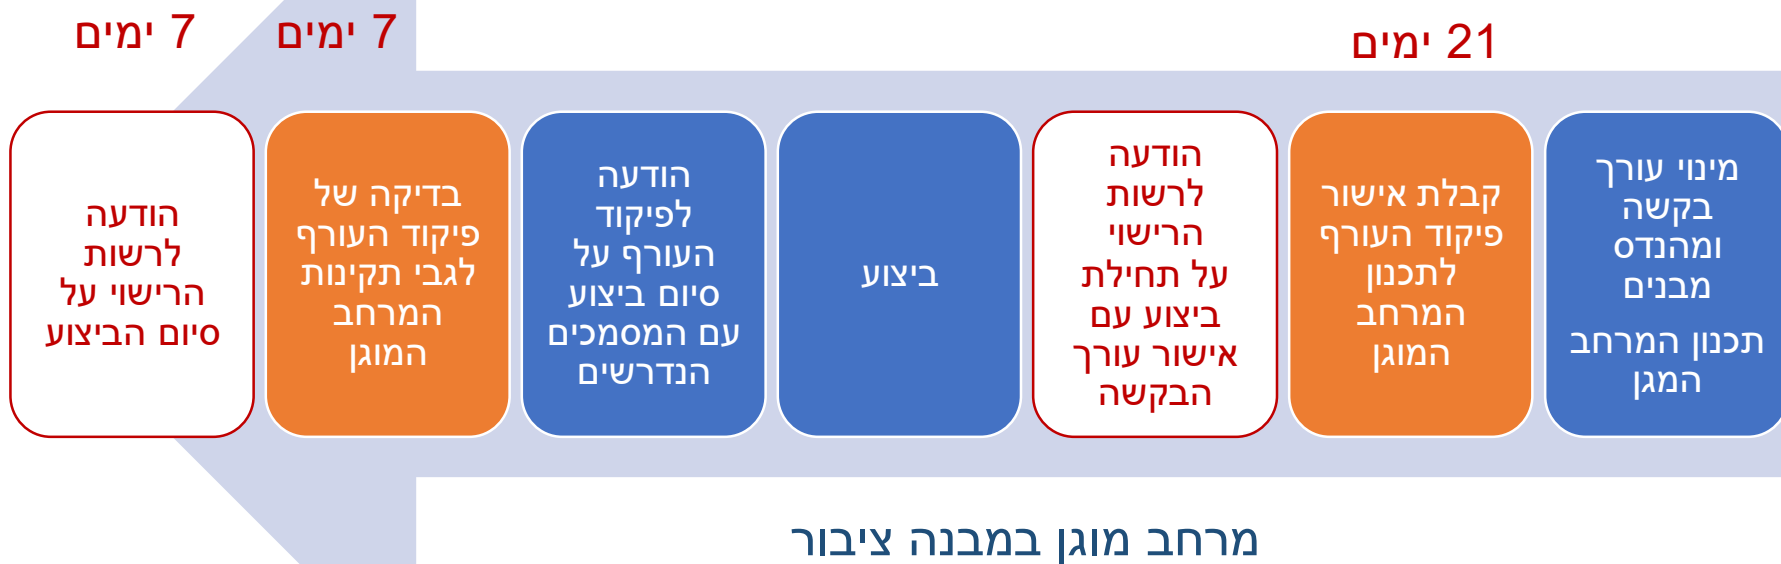 21 ימים
7 ימים
7 ימים
מינוי עורך
בקשה
ומהנדס
מבנים
תכנון המרחב
המגן
קבלת אישור
פיקוד העורף
לתכנון
המרחב
המוגן
הודעה
לרשות
הרישוי
על תחילת
ביצוע עם
אישור עורך
הבקשה
ביצוע
הודעה
לפיקוד
העורף על
סיום ביצוע
עם המסמכים
הנדרשים
בדיקה של
פיקוד העורף
לגבי תקינות
המרחב
המוגן
הודעה
לרשות
הרישוי על
סיום הביצוע
מרחב מוגן במבנה ציבור